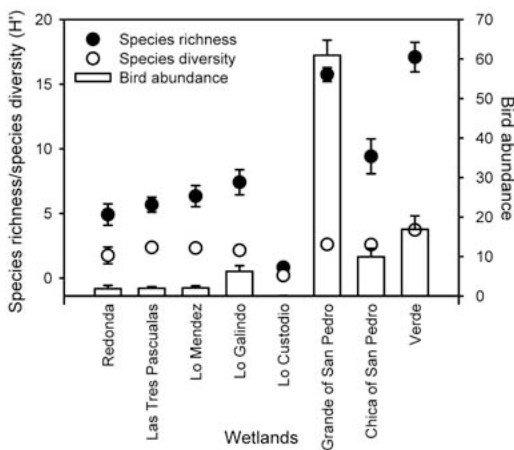 Species richness
Species diversity
Bird abundance
Species richness/species diversity (H')
20
15
10
5
0
Bird abundance
70
60
50
40
30
20
10
0
Redonda
Las Tres Pascualas
Lo Mendez
Lo Galindo
Lo Custodio
Grande of San Pedro
Chica of San Pedro
Verde
Wetlands